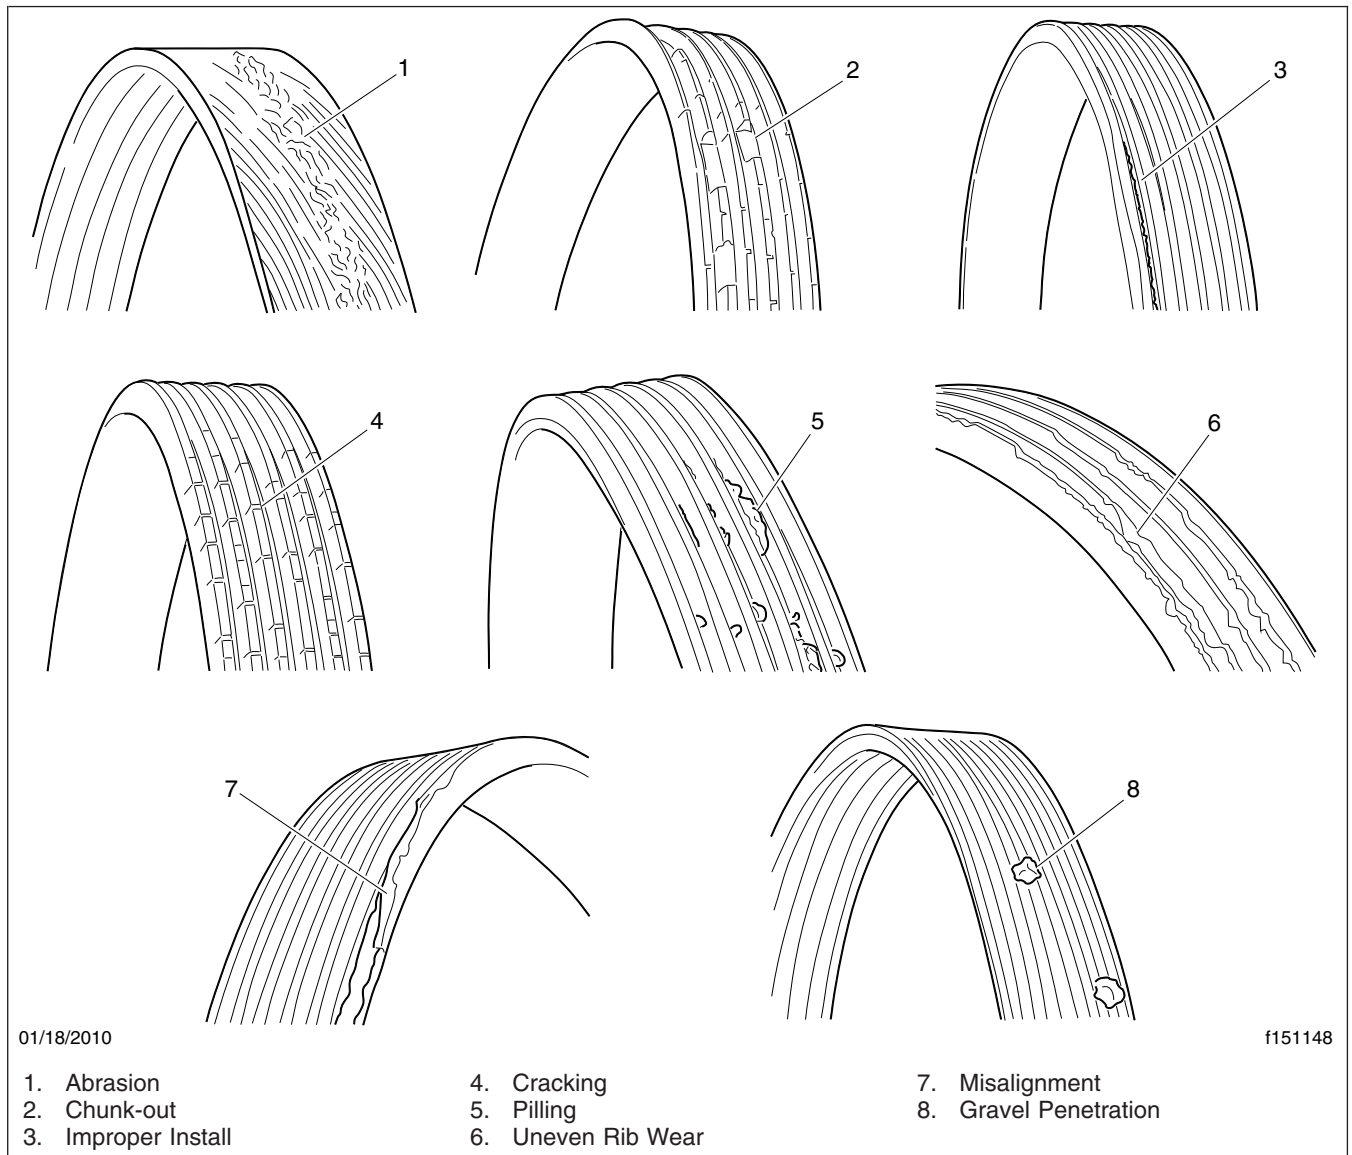 1
2
3
4
5
6
7
8
01/18/2010
f151148
1. Abrasion
2. Chunk-out
3. Improper Install
4. Cracking
5. Pilling
6. Uneven Rib Wear
7. Misalignment
8. Gravel Penetration